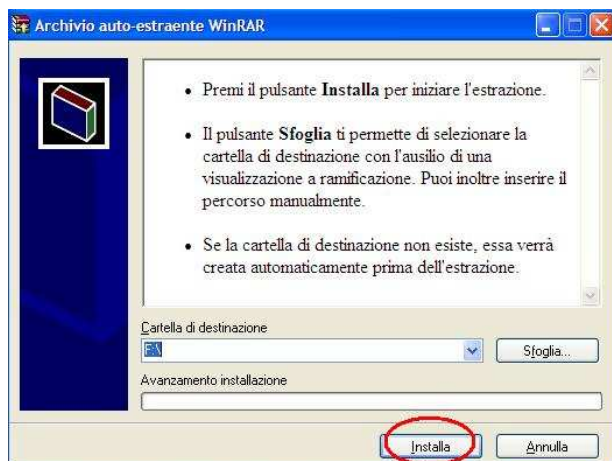 Archivio auto-estraente WinRAR
Premi il pulsante Installa per iniziare l'estrazione.
Il pulsante Sfoglia ti permette di selezionare la
cartella di destinazione con l'ausilio di una
visualizzazione a ramificazione. Puoi inoltre inserire il
percorso manualmente.
Se la cartella di destinazione non esiste, essa verrà
creata automaticamente prima dell'estrazione.
Cartella di destinazione
F:\
Sfoglia...
Avanzamento installazione
Installa
Annulla